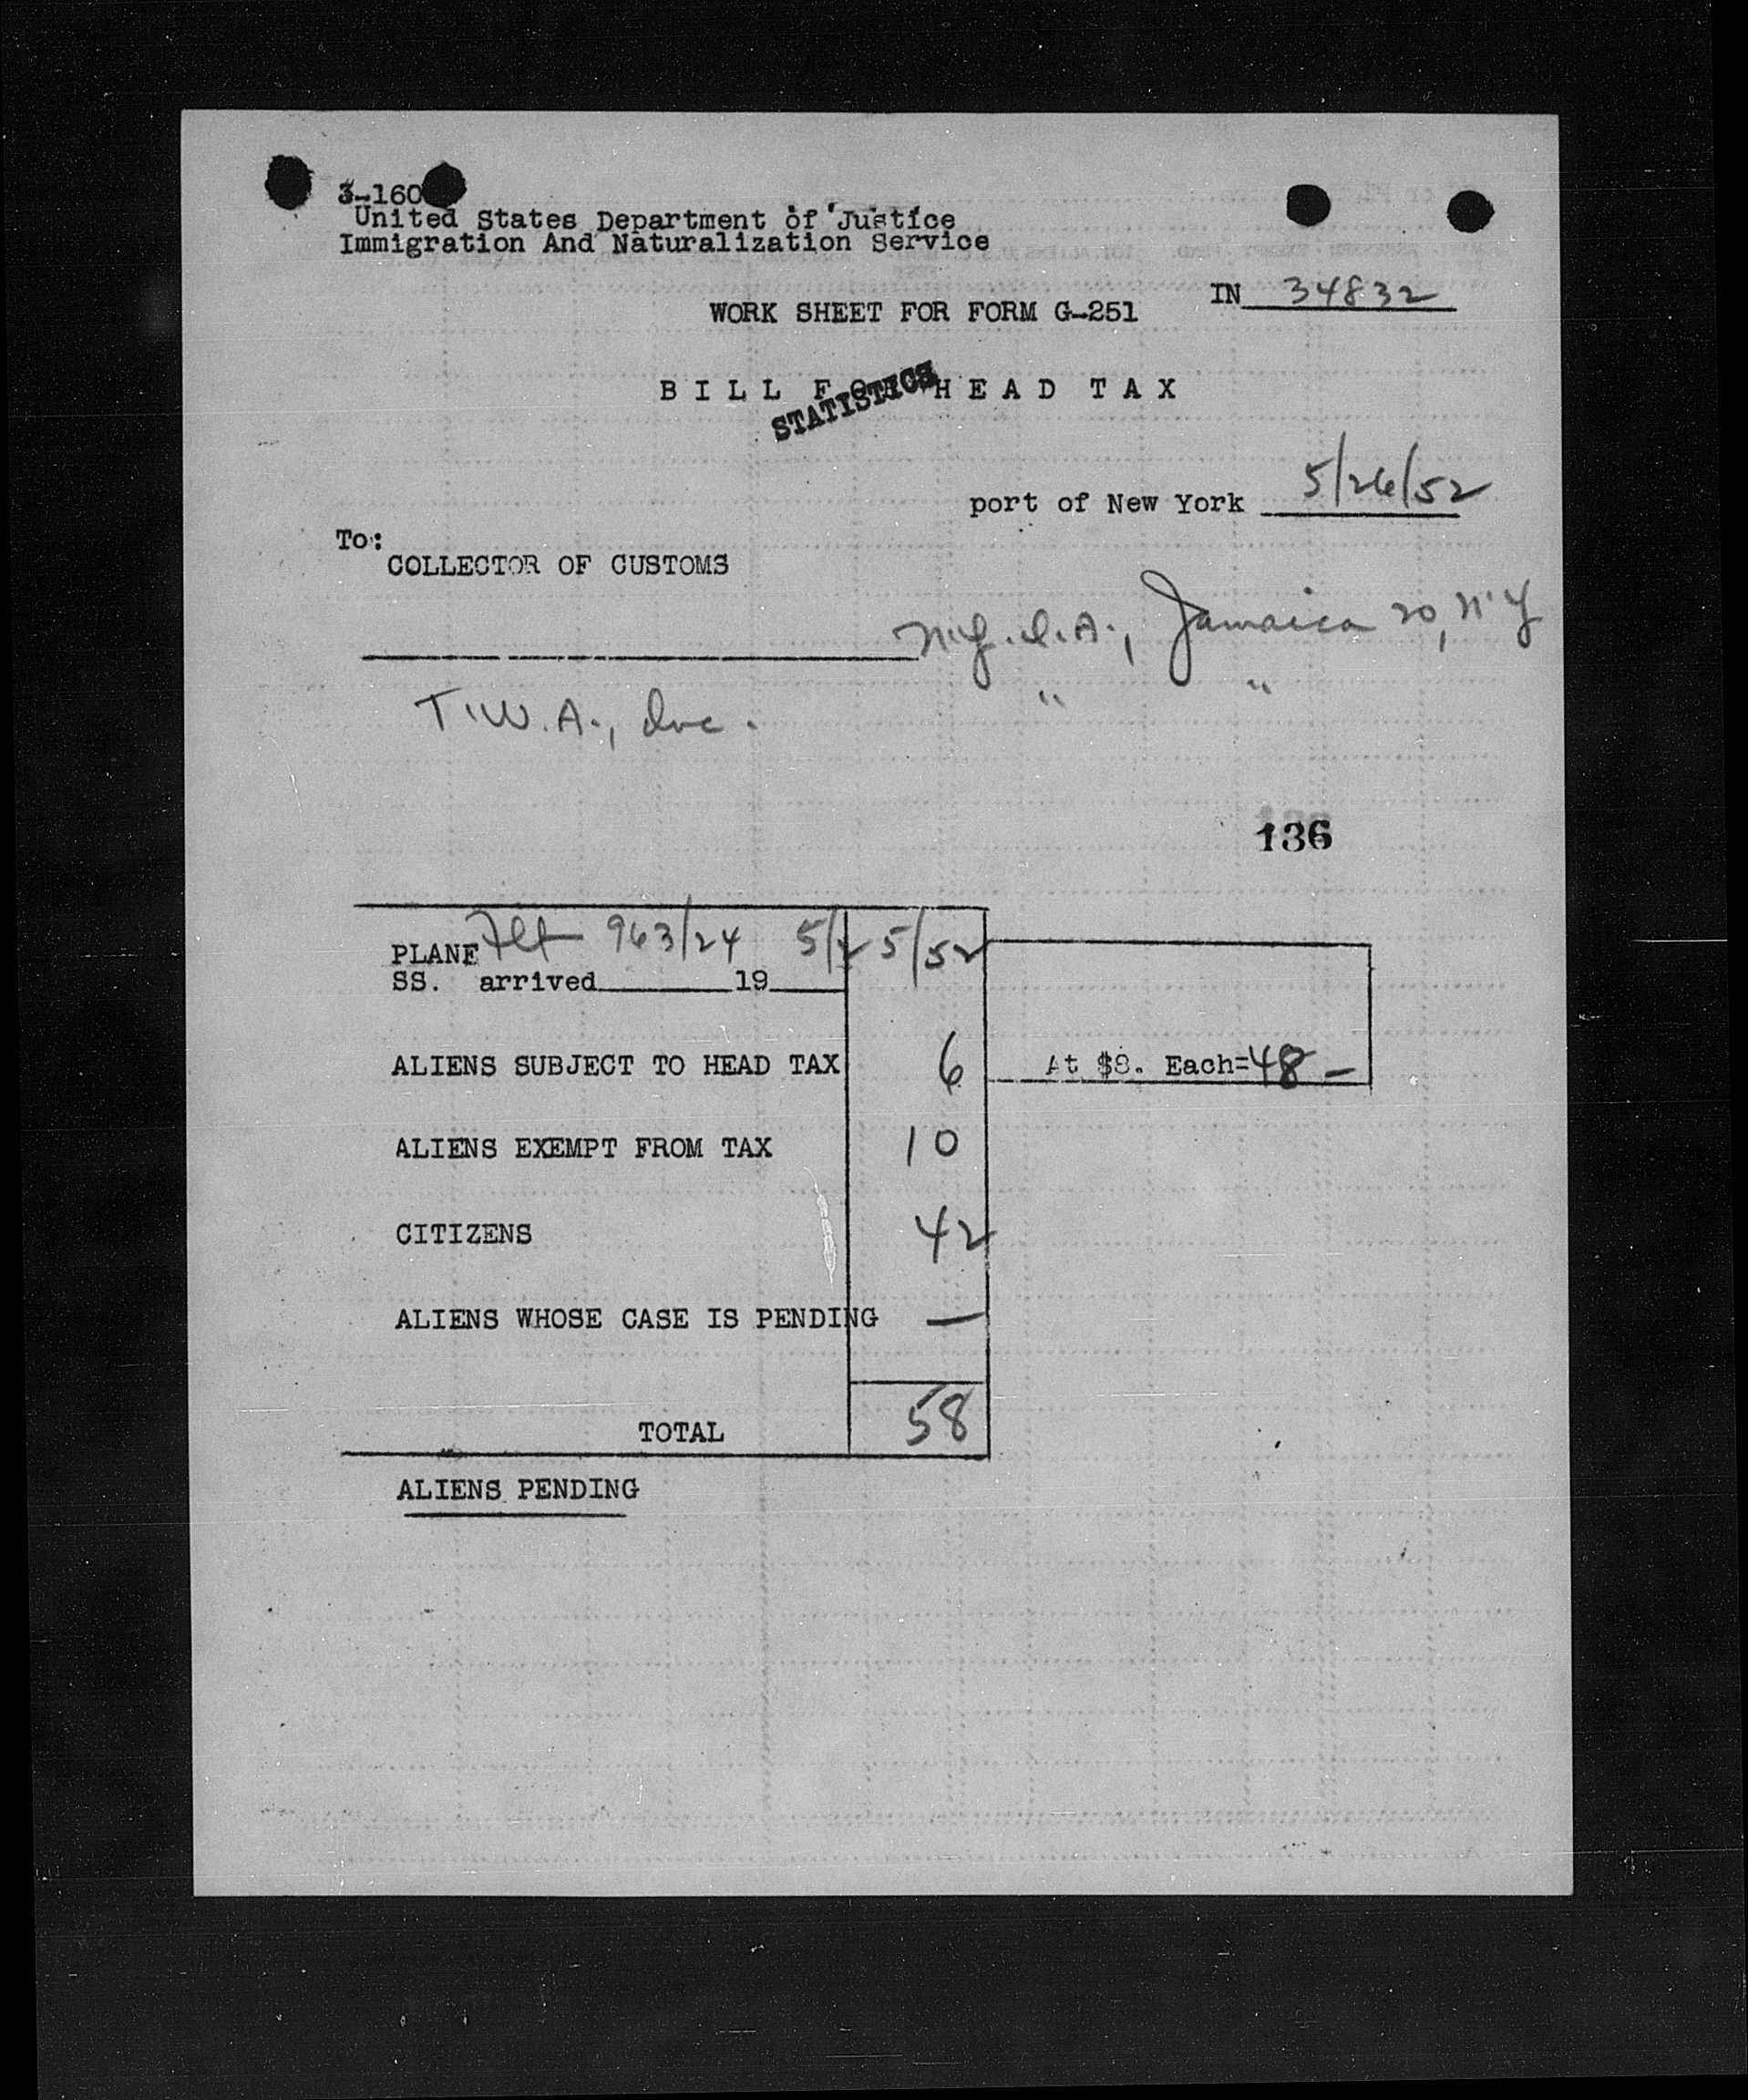 3-160
United States Department of Justice
Immigration And Naturalization Service
IN 34832
WORK SHEET FOR FORM G-251
BILL FOR HEAD TAX
STATISTICS
port of New York 5/26/52
To:
COLLECTOR OF CUSTOMS
N.Y.I.A., Jamaica 20, N.Y
T.W.A., Inc. " "
136
PLANE Flt 963/24 5/25/52
SS. arrived 19
ALIENS SUBJECT TO HEAD TAX 6 At $8. Each=48 —
ALIENS EXEMPT FROM TAX 10
CITIZENS 42
ALIENS WHOSE CASE IS PENDING —
TOTAL 58
ALIENS PENDING